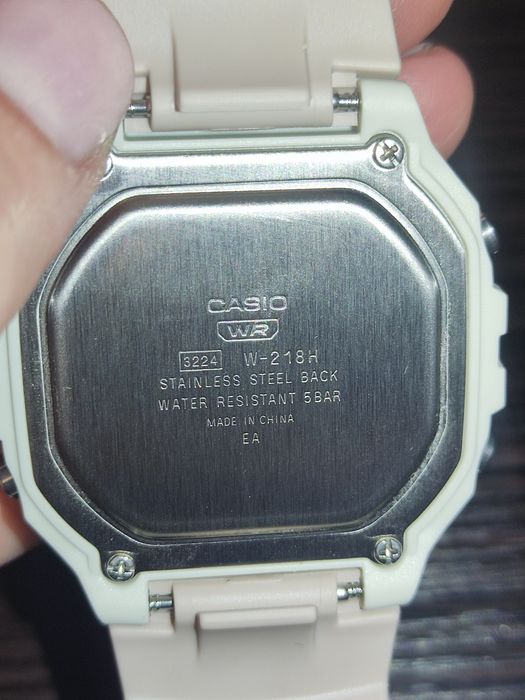 CASIO
WR
3224 W-218H
STAINLESS STEEL BACK
WATER RESISTANT 5BAR
MADE IN CHINA
EA